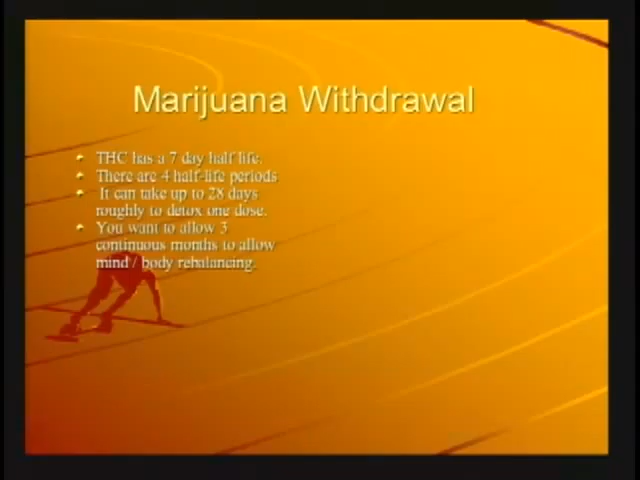 Marijuana Withdrawal
THC has a 7 day half life.
There are 4 half-life periods
It can take up to 28 days
roughly to detox one dose.
You want to allow 3
continuous months to allow
mind / body rebalancing.